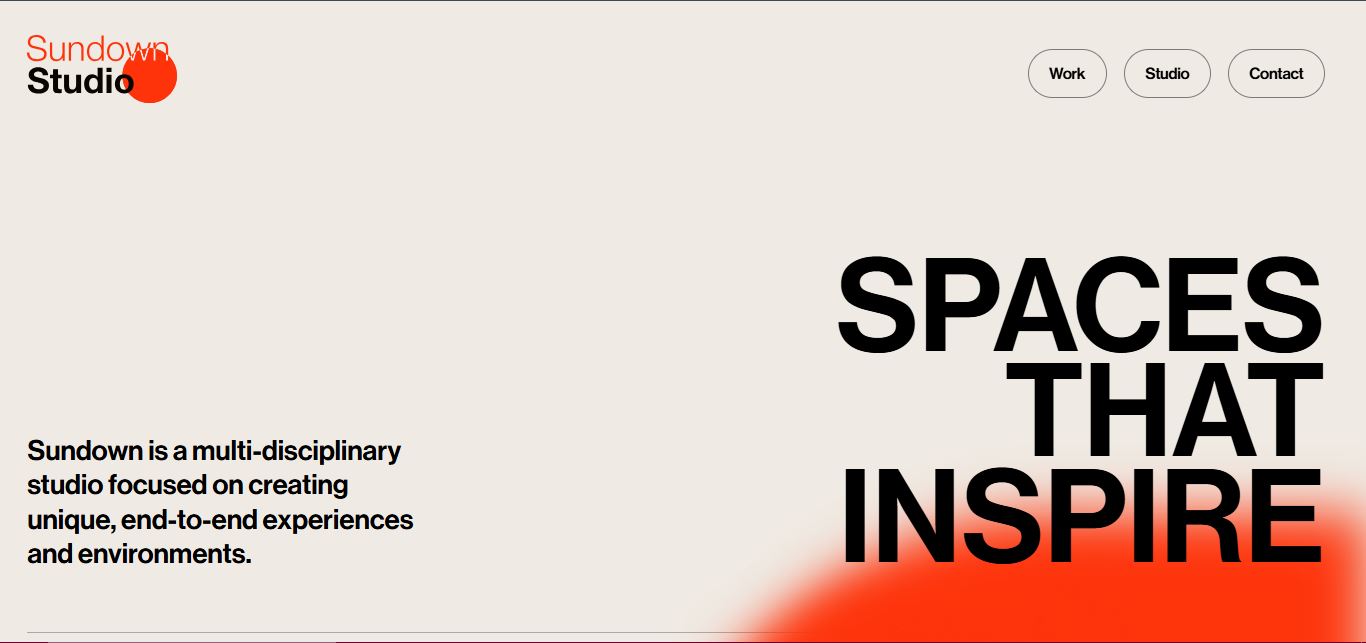 Sundown
Studio
Work
Studio
Contact
SPACES
THAT
INSPIRE
Sundown is a multi-disciplinary
studio focused on creating
unique, end-to-end experiences
and environments.